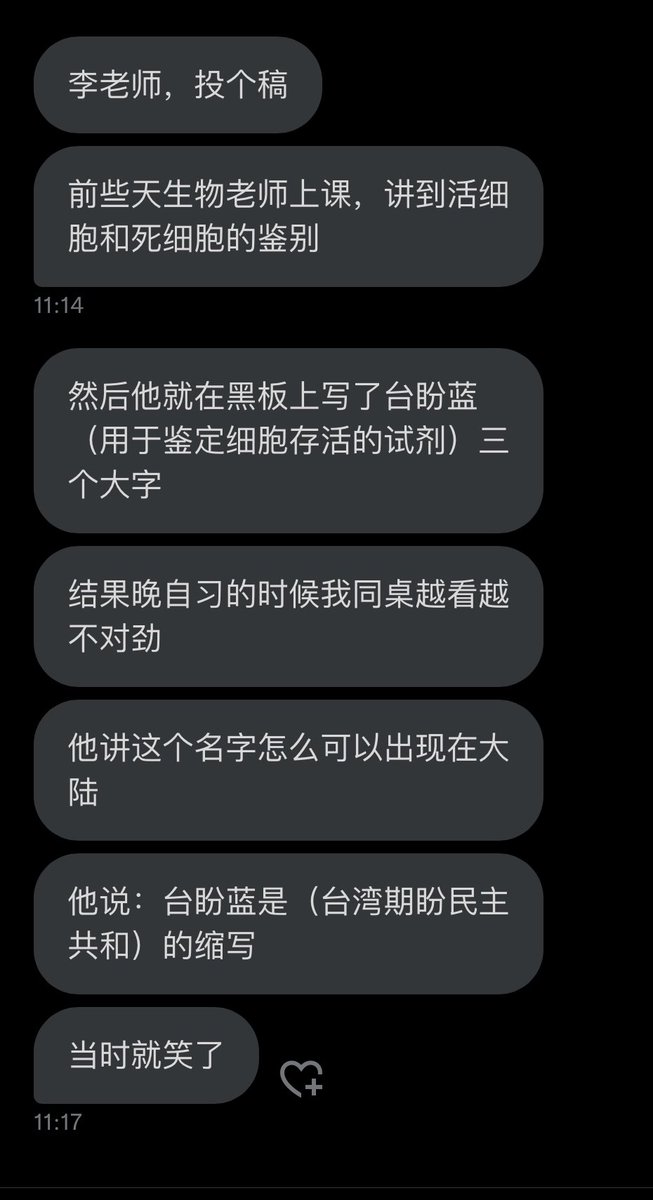 李老师，投个稿
前些天生物老师上课，讲到活细
胞和死细胞的鉴别
11:14
然后他就在黑板上写了台盼蓝
（用于鉴定细胞存活的试剂）三
个大字
结果晚自习的时候我同桌越看越
不对劲
他讲这个名字怎么可以出现在大
陆
他说：台盼蓝是（台湾期盼民主
共和）的缩写
当时就笑了
11:17